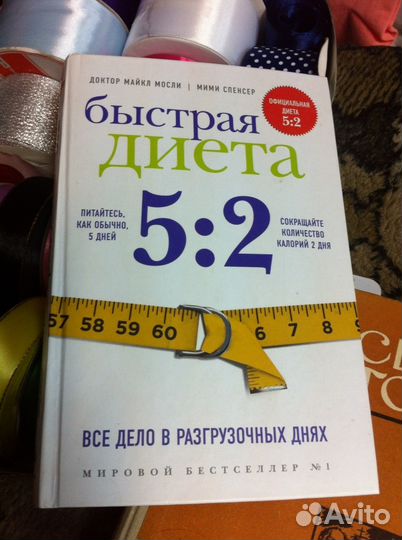 ДОКТОР МАЙКЛ МОСЛИ | МИМИ СПЕНСЕР
быстрая
диета
ОФИЦИАЛЬНАЯ
ДИЕТА
5:2
ПИТАЙТЕСЬ,
КАК ОБЫЧНО,
5 ДНЕЙ
5:2
СОКРАЩАЙТЕ
КОЛИЧЕСТВО
КАЛОРИЙ 2 ДНЯ
57 58 59 60 6 7 8 9
ВСЕ ДЕЛО В РАЗГРУЗОЧНЫХ ДНЯХ
МИРОВОЙ БЕСТСЕЛЛЕР №1
Avito